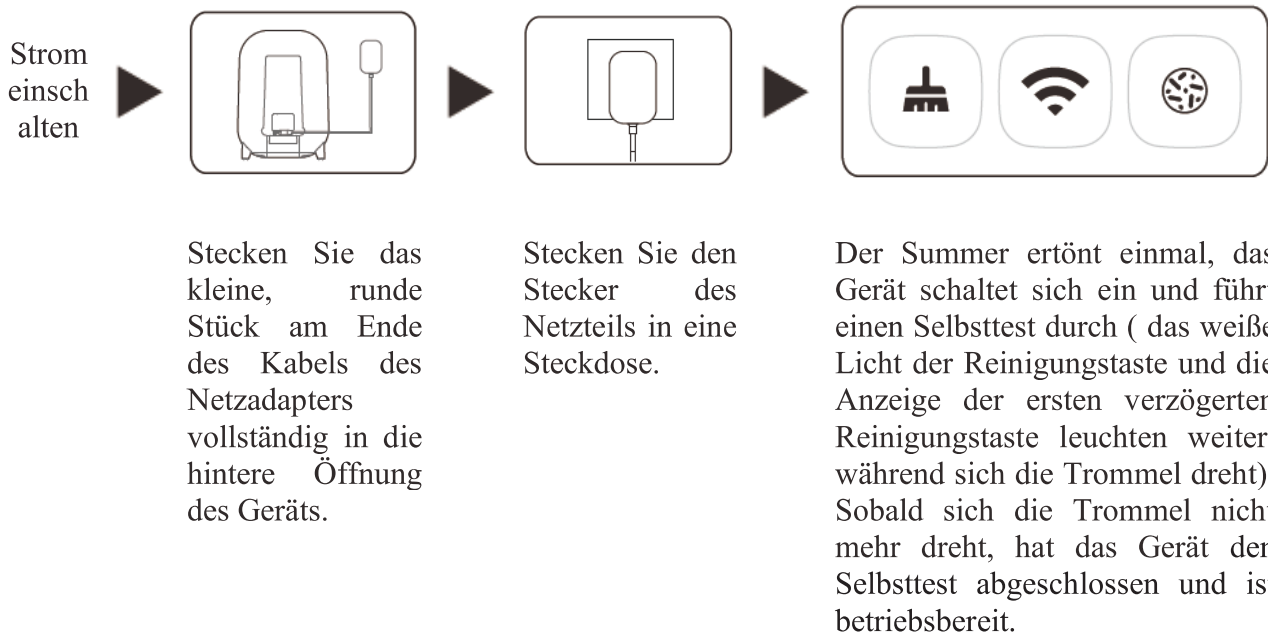 Strom
einsch
alten
Stecken Sie das
kleine, runde
Stück am Ende
des Kabels des
Netzadapters
vollständig in die
hintere Öffnung
des Geräts.
Stecken Sie den
Stecker des
Netzteils in eine
Steckdose.
Der Summer ertönt einmal, das
Gerät schaltet sich ein und führt
einen Selbsttest durch ( das weiße
Licht der Reinigungstaste und die
Anzeige der ersten verzögerten
Reinigungstaste leuchten weiter,
während sich die Trommel dreht)
Sobald sich die Trommel nicht
mehr dreht, hat das Gerät den
Selbsttest abgeschlossen und ist
betriebsbereit.